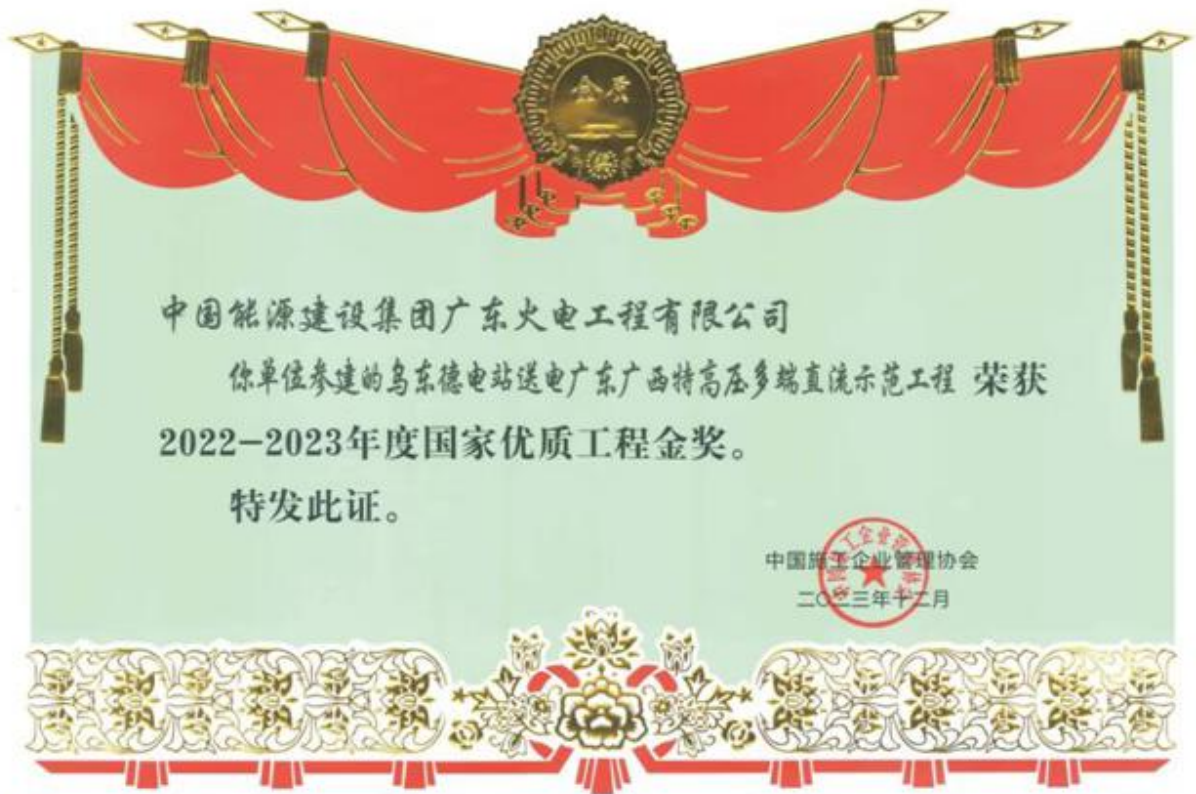 金质
奖
中国能源建设集团广东火电工程有限公司
你单位参建的乌东德电站送电广东广西特高压多端直流示范工程 荣获
2022-2023年度国家优质工程金奖。
特发此证。
中国施工企业管理协会
二〇二三年十二月